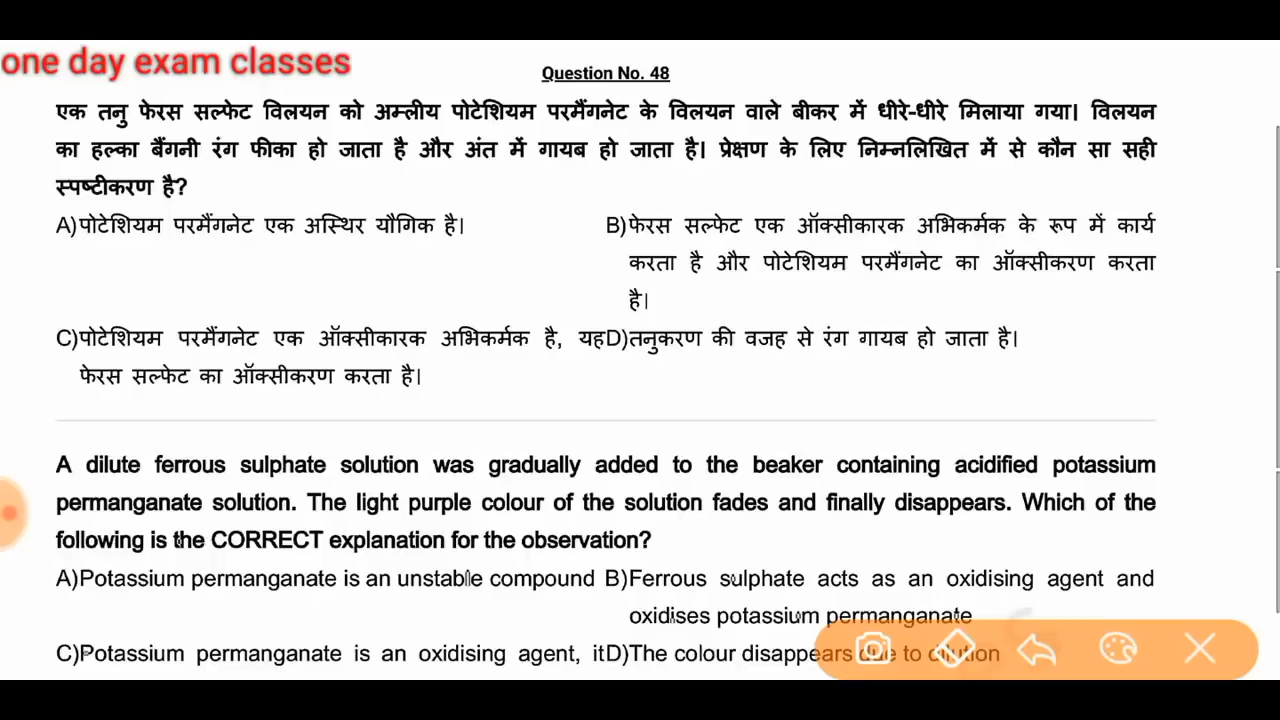 one day exam classes
Question No. 48
एक तनु फेरस सल्फेट विलयन को अम्लीय पोटेशियम परमैंगनेट के विलयन वाले बीकर में धीरे-धीरे मिलाया गया। विलयन
का हल्का बैंगनी रंग फीका हो जाता है और अंत में गायब हो जाता है। प्रेक्षण के लिए निम्नलिखित में से कौन सा सही
स्पष्टीकरण है?
A)पोटेशियम परमैंगनेट एक अस्थिर यौगिक है।
B)फेरस सल्फेट एक ऑक्सीकारक अभिकर्मक के रूप में कार्य
करता है और पोटेशियम परमैंगनेट का ऑक्सीकरण करता
है।
C)पोटेशियम परमैंगनेट एक ऑक्सीकारक अभिकर्मक है, यह
फेरस सल्फेट का ऑक्सीकरण करता है।
D)तनुकरण की वजह से रंग गायब हो जाता है।
A dilute ferrous sulphate solution was gradually added to the beaker containing acidified potassium
permanganate solution. The light purple colour of the solution fades and finally disappears. Which of the
following is the CORRECT explanation for the observation?
A)Potassium permanganate is an unstable compound
B)Ferrous sulphate acts as an oxidising agent and
oxidises potassium permanganate
C)Potassium permanganate is an oxidising agent, it
D)The colour disappears due to dilution